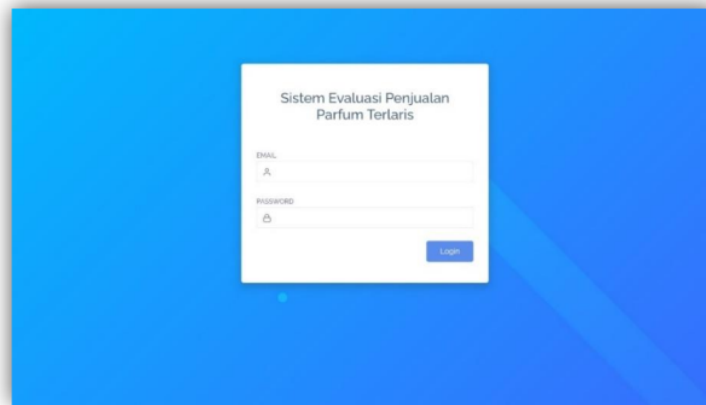 Sistem Evaluasi Penjualan
Parfum Terlaris
EMAIL
PASSWORD
Login